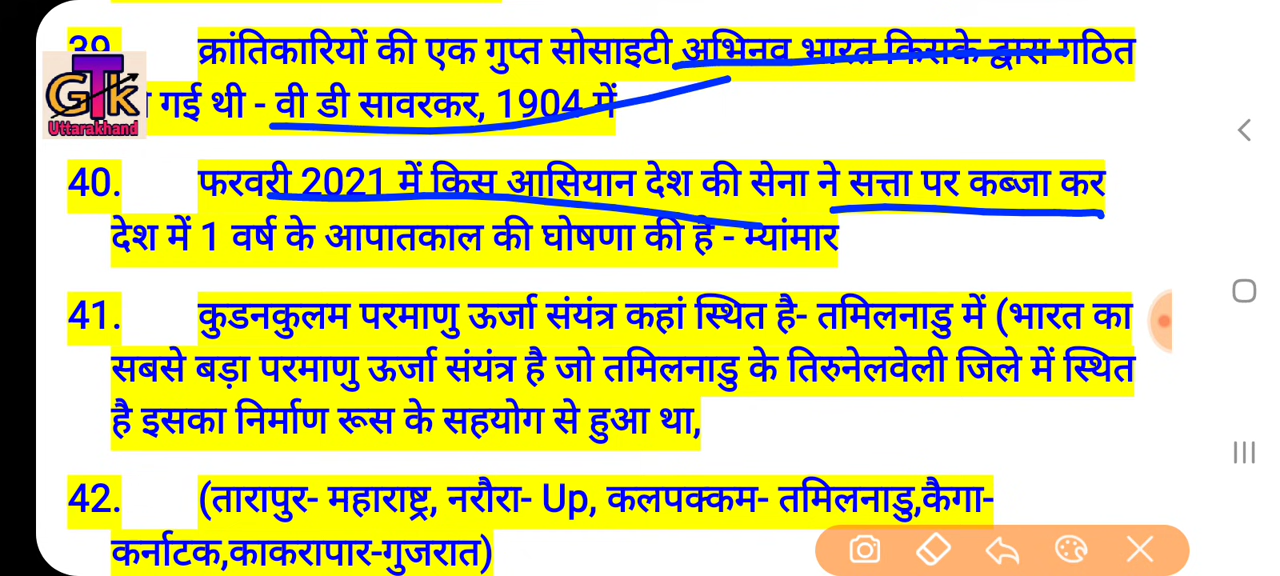 39. क्रांतिकारियों की एक गुप्त सोसाइटी अभिनव भारत किसके द्वारा गठित
गई थी - वी डी सावरकर, 1904 में
GTK
Uttarakhand
40. फरवरी 2021 में किस आसियान देश की सेना ने सत्ता पर कब्जा कर
देश में 1 वर्ष के आपातकाल की घोषणा की है - म्यांमार
41. कुडनकुलम परमाणु ऊर्जा संयंत्र कहां स्थित है- तमिलनाडु में (भारत का
सबसे बड़ा परमाणु ऊर्जा संयंत्र है जो तमिलनाडु के तिरुनेलवेली जिले में स्थित
है इसका निर्माण रूस के सहयोग से हुआ था,
42. (तारापुर- महाराष्ट्र, नरौरा- Up, कलपक्कम- तमिलनाडु,कैगा-
कर्नाटक,काकरापार-गुजरात)